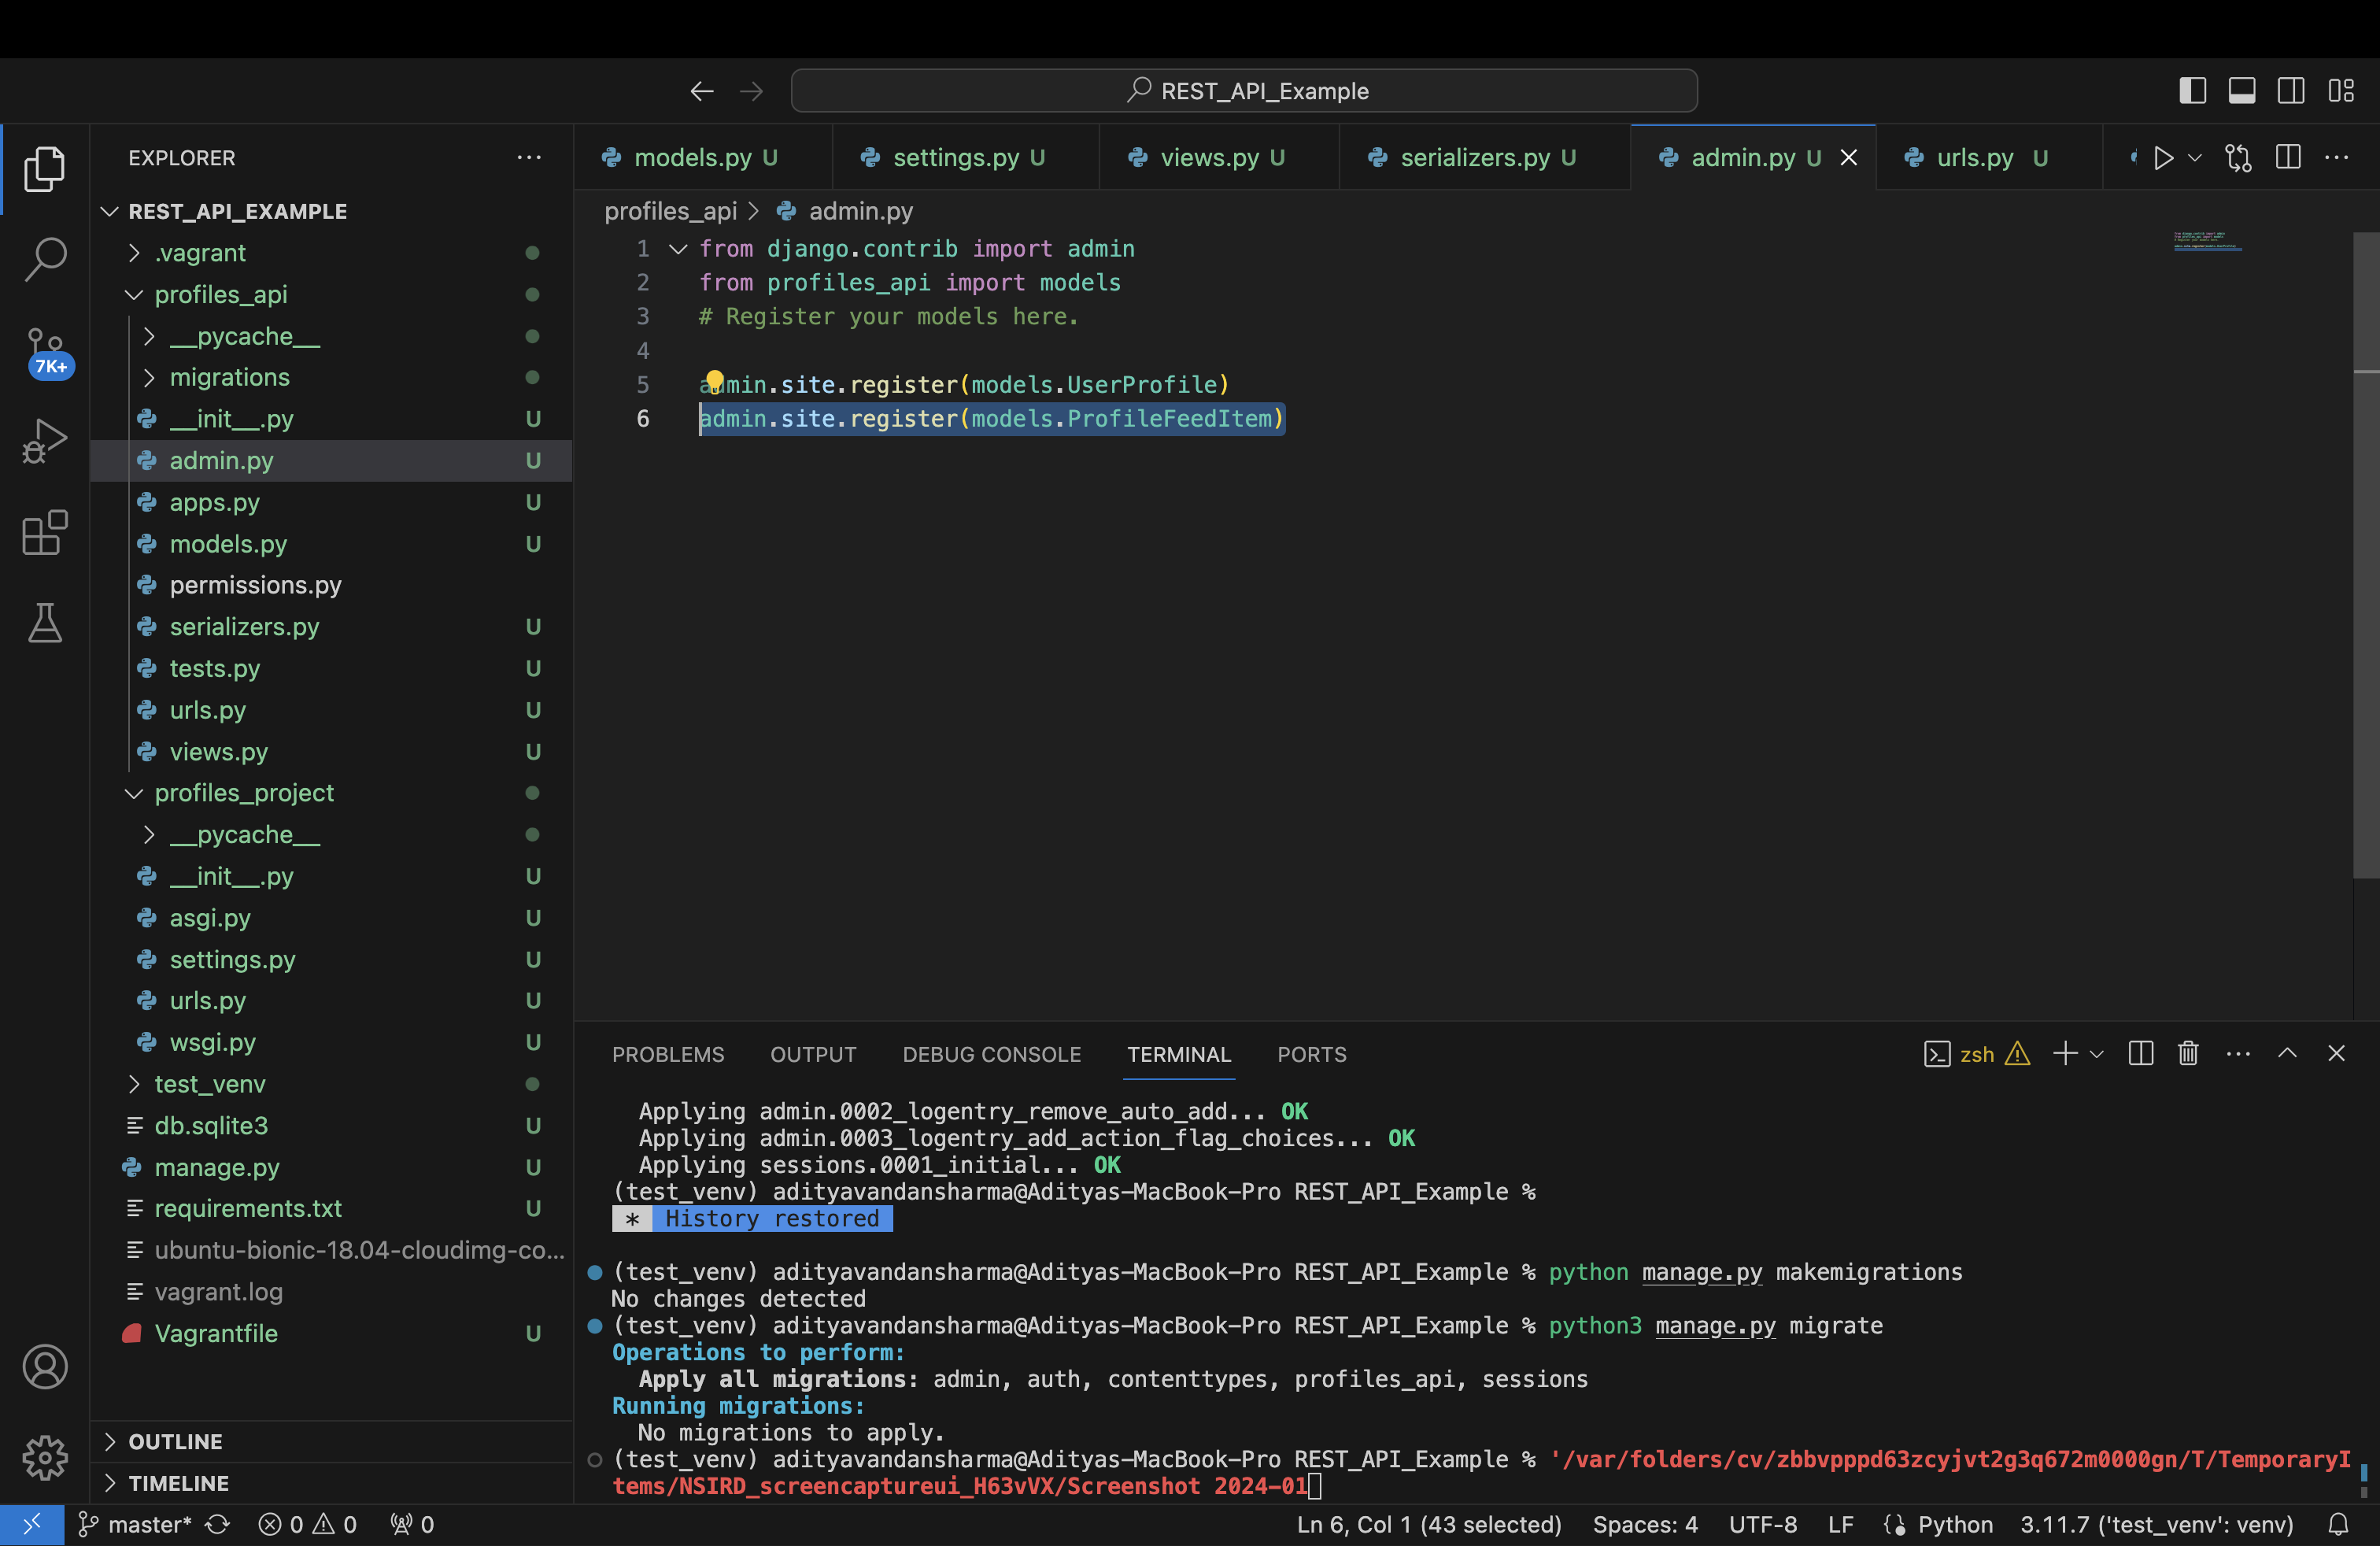 REST_API_Example
EXPLORER
REST_API_EXAMPLE
.vagrant
profiles_api
__pycache__
migrations
__init__.py U
admin.py U
apps.py U
models.py U
permissions.py
serializers.py U
tests.py U
urls.py U
views.py U
profiles_project
__pycache__
__init__.py U
asgi.py U
settings.py U
urls.py U
wsgi.py U
test_venv
db.sqlite3 U
manage.py U
requirements.txt U
ubuntu-bionic-18.04-cloudimg-co...
vagrant.log
Vagrantfile U
OUTLINE
TIMELINE
7K+
models.py U settings.py U views.py U serializers.py U admin.py U urls.py U
profiles_api > admin.py
1 from django.contrib import admin
2 from profiles_api import models
3 # Register your models here.
4
5 admin.site.register(models.UserProfile)
6 admin.site.register(models.ProfileFeedItem)
PROBLEMS OUTPUT DEBUG CONSOLE TERMINAL PORTS zsh
Applying admin.0002_logentry_remove_auto_add... OK
Applying admin.0003_logentry_add_action_flag_choices... OK
Applying sessions.0001_initial... OK
(test_venv) adityavandansharma@Adityas-MacBook-Pro REST_API_Example %
* History restored
(test_venv) adityavandansharma@Adityas-MacBook-Pro REST_API_Example % python manage.py makemigrations
No changes detected
(test_venv) adityavandansharma@Adityas-MacBook-Pro REST_API_Example % python3 manage.py migrate
Operations to perform:
Apply all migrations: admin, auth, contenttypes, profiles_api, sessions
Running migrations:
No migrations to apply.
(test_venv) adityavandansharma@Adityas-MacBook-Pro REST_API_Example % '/var/folders/cv/zbbvpppd63zcyjvt2g3q672m0000gn/T/TemporaryI
tems/NSIRD_screencaptureui_H63vVX/Screenshot 2024-01
master* 0 0 0 Ln 6, Col 1 (43 selected) Spaces: 4 UTF-8 LF Python 3.11.7 ('test_venv': venv)